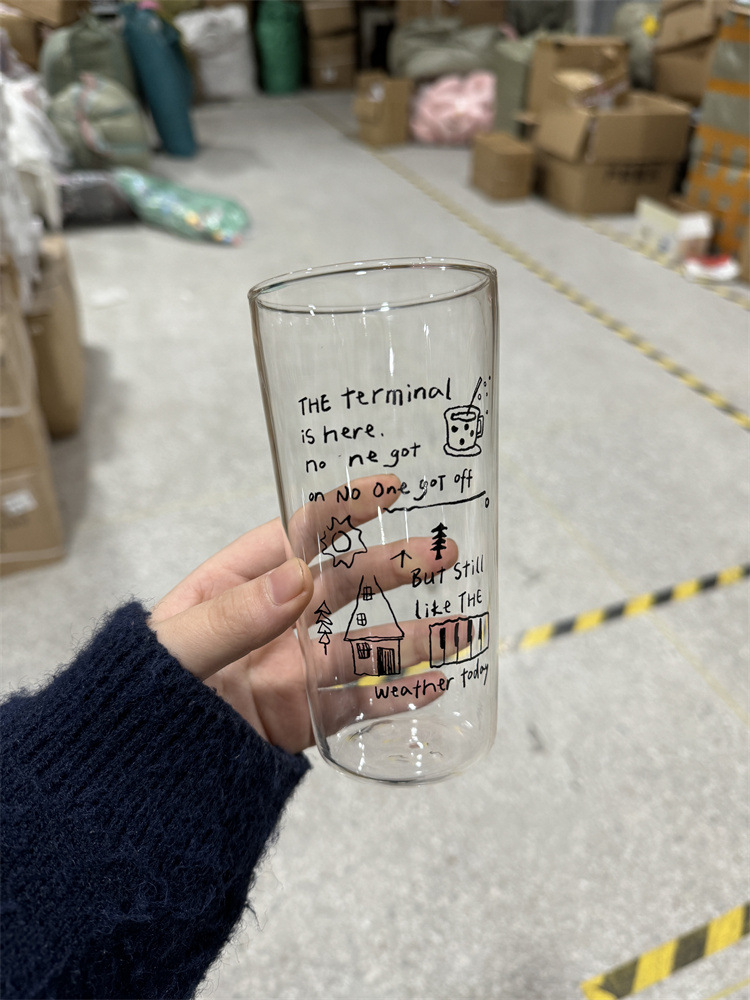 THE terminal
is here.
no ne got
on No One goT off
But Still
like THE
weather today